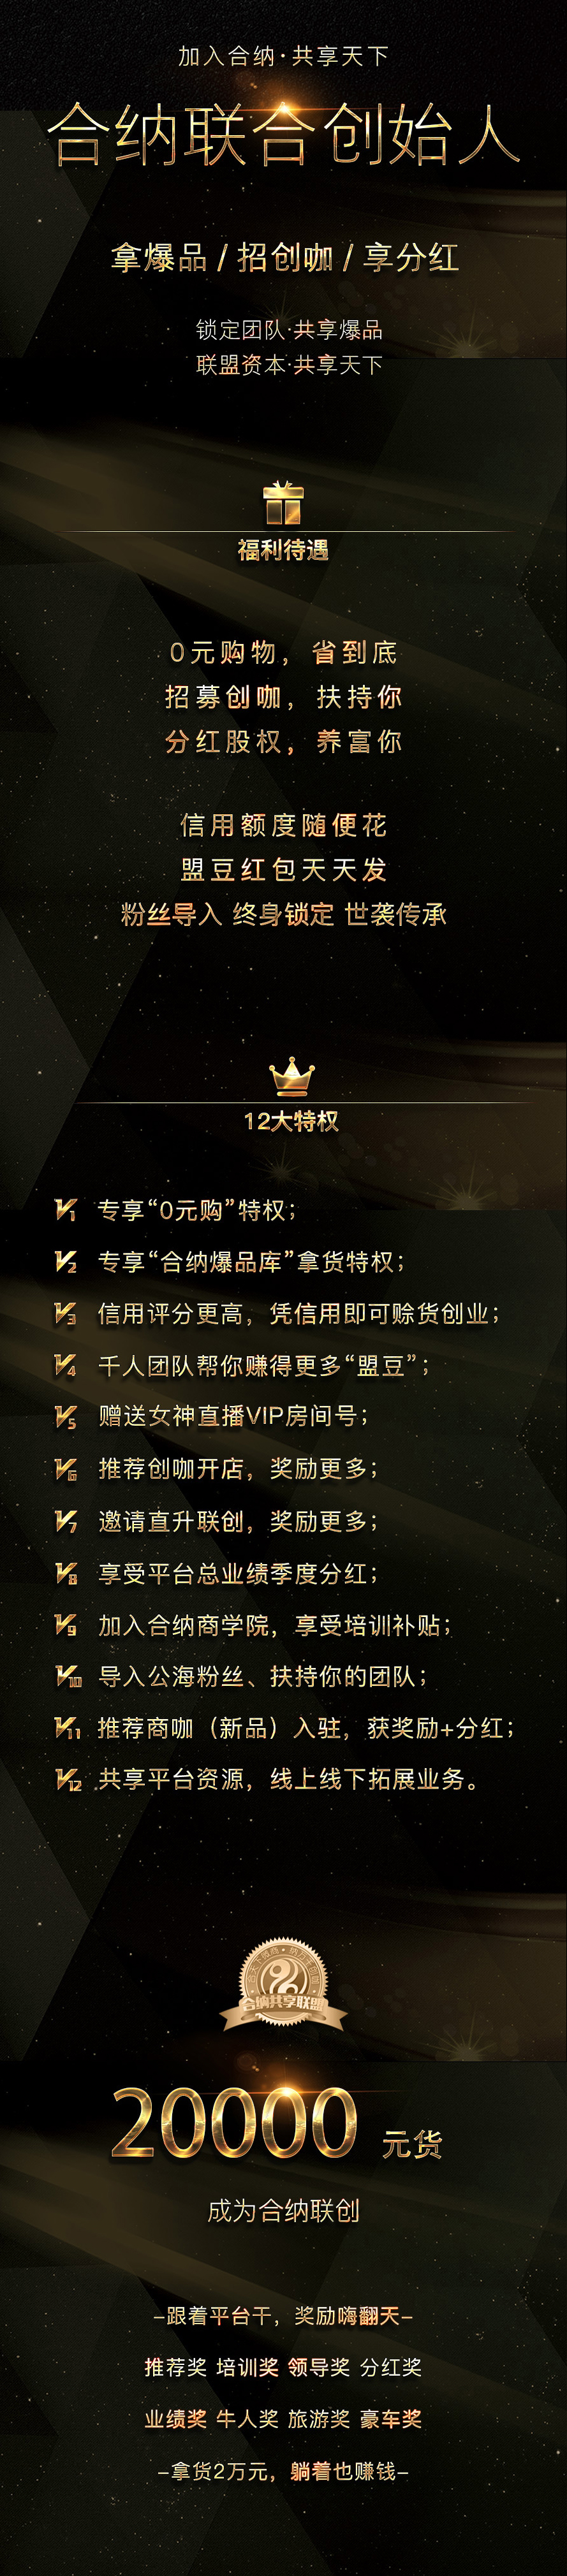 加入合纳·共享天下
合纳联合创始人
拿爆品 / 招创咖 / 享分红
锁定团队·共享爆品
联盟资本·共享天下
福利待遇
0元购物，省到底
招募创咖，扶持你
分红股权，养富你
信用额度随便花
盟豆红包天天发
粉丝导入 终身锁定 世袭传承
12大特权
V1 专享“0元购”特权；
V2 专享“合纳爆品库”拿货特权；
V3 信用评分更高，凭信用即可赊货创业；
V4 千人团队帮你赚得更多“盟豆”；
V5 赠送女神直播VIP房间号；
V6 推荐创咖开店，奖励更多；
V7 邀请直升联创，奖励更多；
V8 享受平台总业绩季度分红；
V9 加入合纳商学院，享受培训补贴；
V10 导入公海粉丝、扶持你的团队；
V11 推荐商咖（新品）入驻，获奖励+分红；
V12 共享平台资源，线上线下拓展业务。
合纳共享联盟
20000 元货
成为合纳联创
-跟着平台干，奖励嗨翻天-
推荐奖 培训奖 领导奖 分红奖
业绩奖 牛人奖 旅游奖 豪车奖
-拿货2万元，躺着也赚钱-